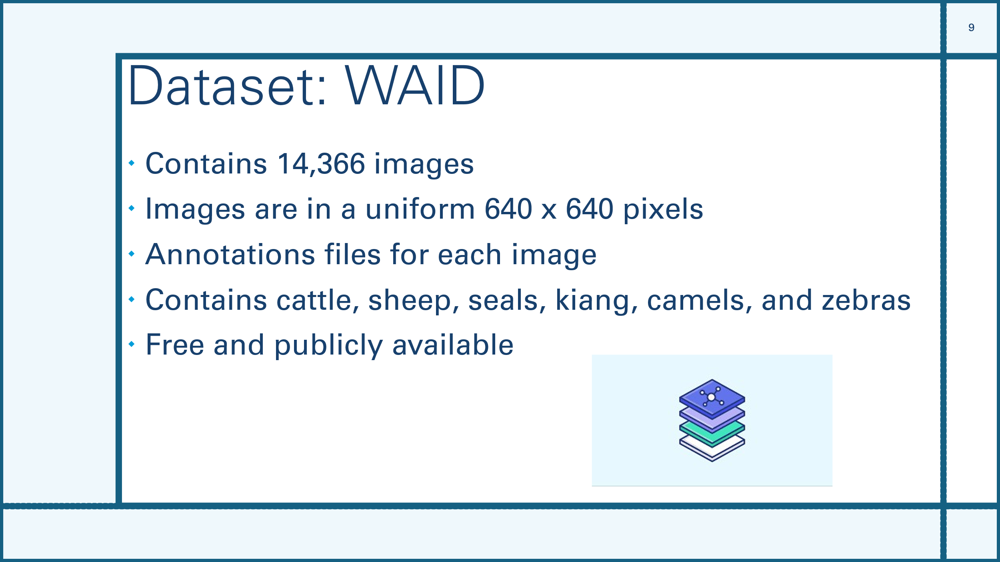 9
Dataset: WAID
Contains 14,366 images
Images are in a uniform 640 x 640 pixels
Annotations files for each image
Contains cattle, sheep, seals, kiang, camels, and zebras
Free and publicly available